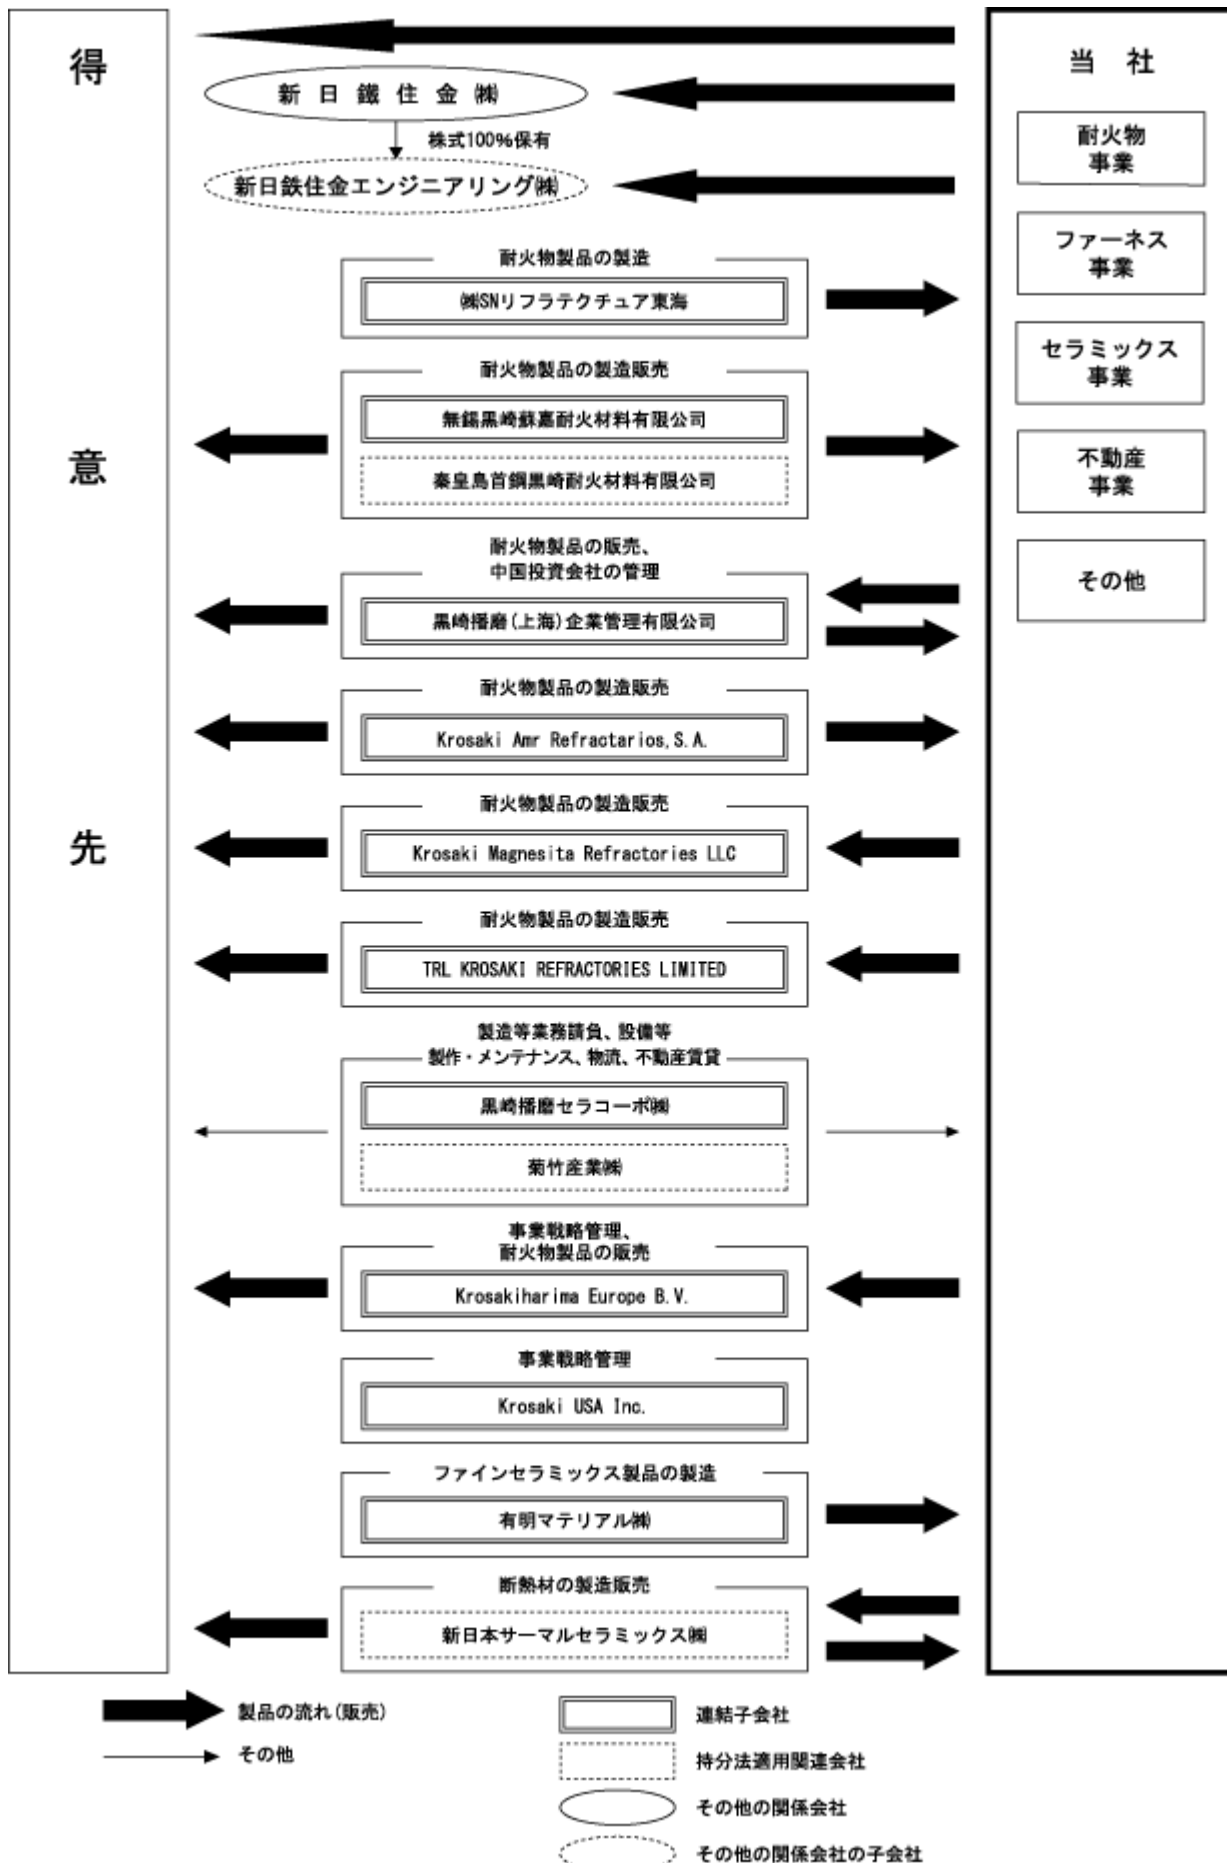 得
意
先
新日鐵住金㈱
株式100%保有
新日鉄住金エンジニアリング㈱
当 社
耐火物
事業
ファーネス
事業
セラミックス
事業
不動産
事業
その他
耐火物製品の製造
㈱SNリフラテクチュア東海
耐火物製品の製造販売
無錫黒崎蘇嘉耐火材料有限公司
秦皇島首鋼黒崎耐火材料有限公司
耐火物製品の販売、
中国投資会社の管理
黒崎播磨(上海)企業管理有限公司
耐火物製品の製造販売
Krosaki Amr Refractarios,S.A.
耐火物製品の製造販売
Krosaki Magnesita Refractories LLC
耐火物製品の製造販売
TRL KROSAKI REFRACTORIES LIMITED
製造等業務請負、設備等
製作・メンテナンス、物流、不動産賃貸
黒崎播磨セラコーポ㈱
菊竹産業㈱
事業戦略管理、
耐火物製品の販売
Krosakiharima Europe B.V.
事業戦略管理
Krosaki USA Inc.
ファインセラミックス製品の製造
有明マテリアル㈱
断熱材の製造販売
新日本サーマルセラミックス㈱
製品の流れ(販売)
その他
連結子会社
持分法適用関連会社
その他の関係会社
その他の関係会社の子会社